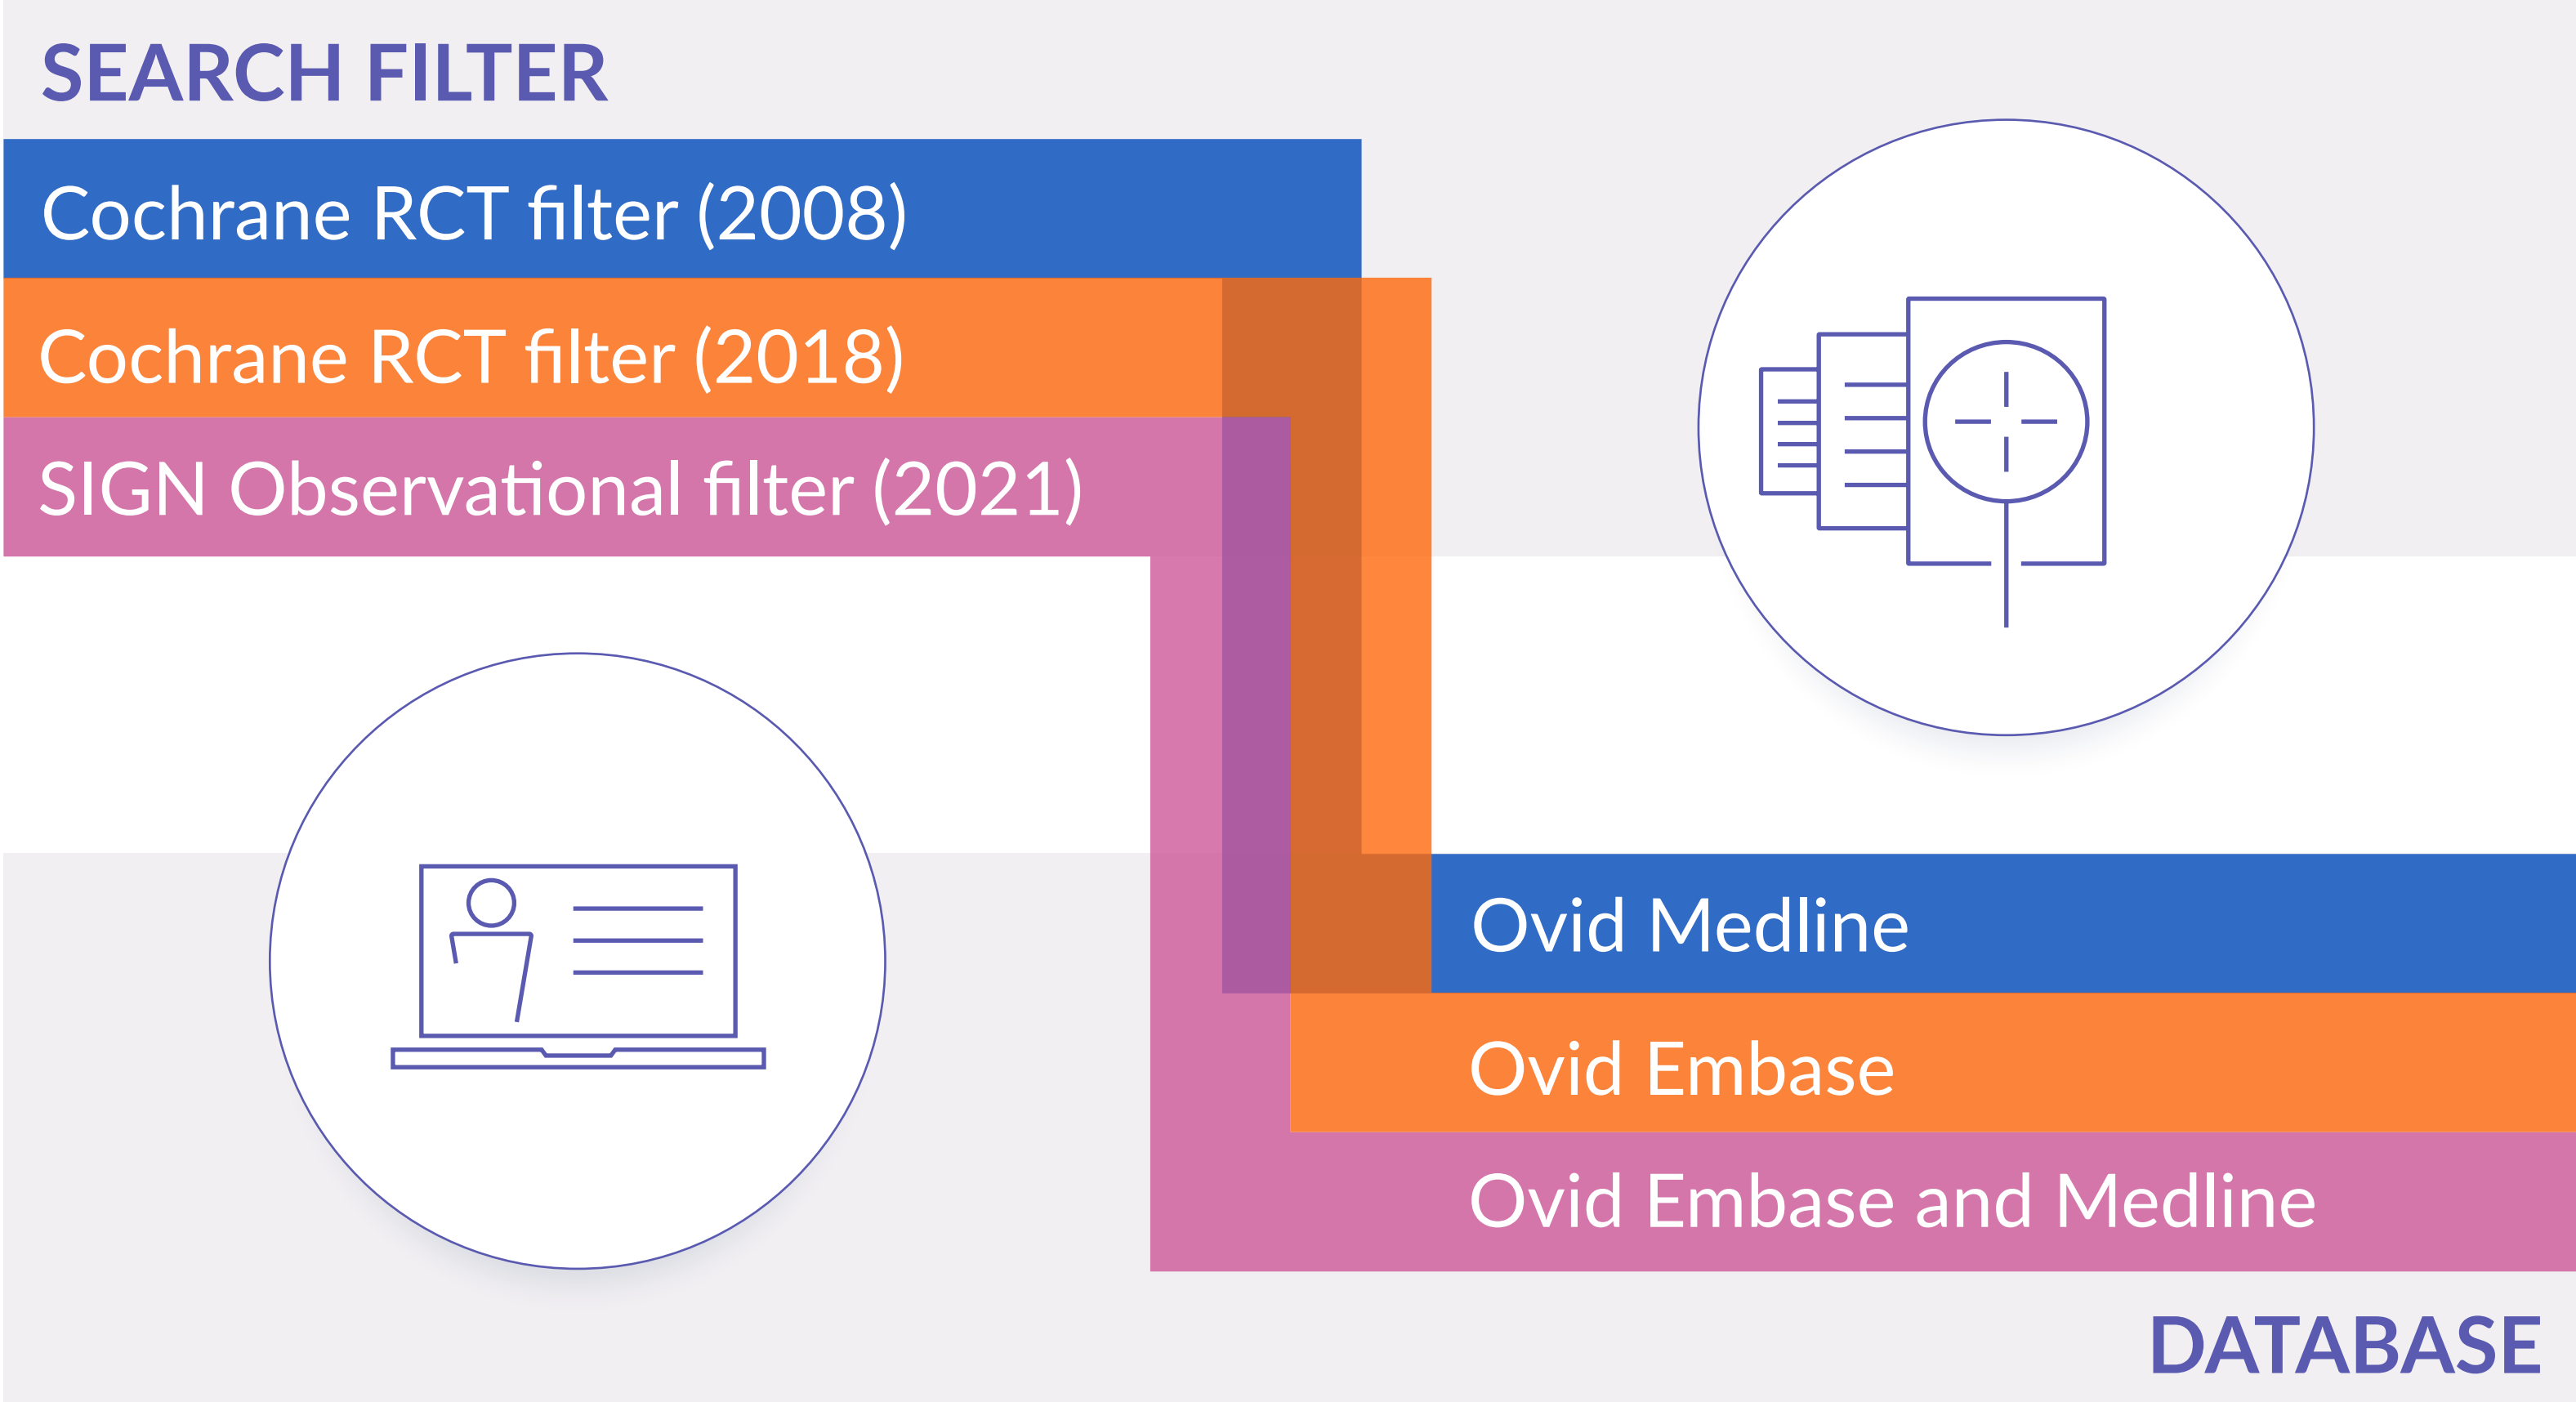 SEARCH FILTER
Cochrane RCT filter (2008)
Cochrane RCT filter (2018)
SIGN Observational filter (2021)
Ovid Medline
Ovid Embase
Ovid Embase and Medline
DATABASE